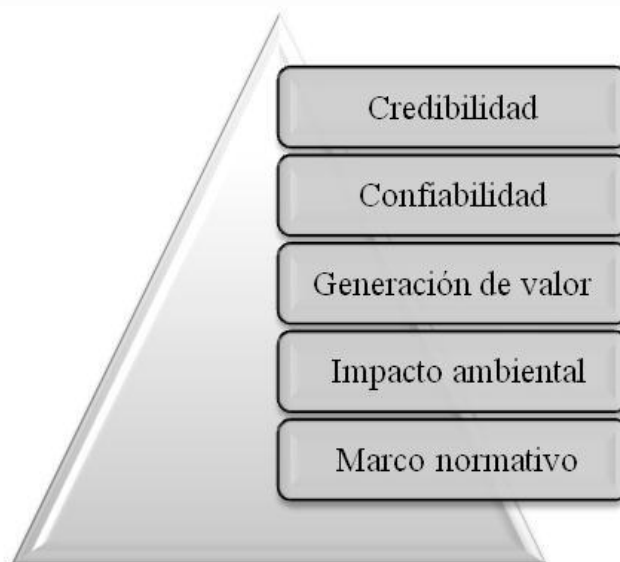 Credibilidad
Confiabilidad
Generación de valor
Impacto ambiental
Marco normativo